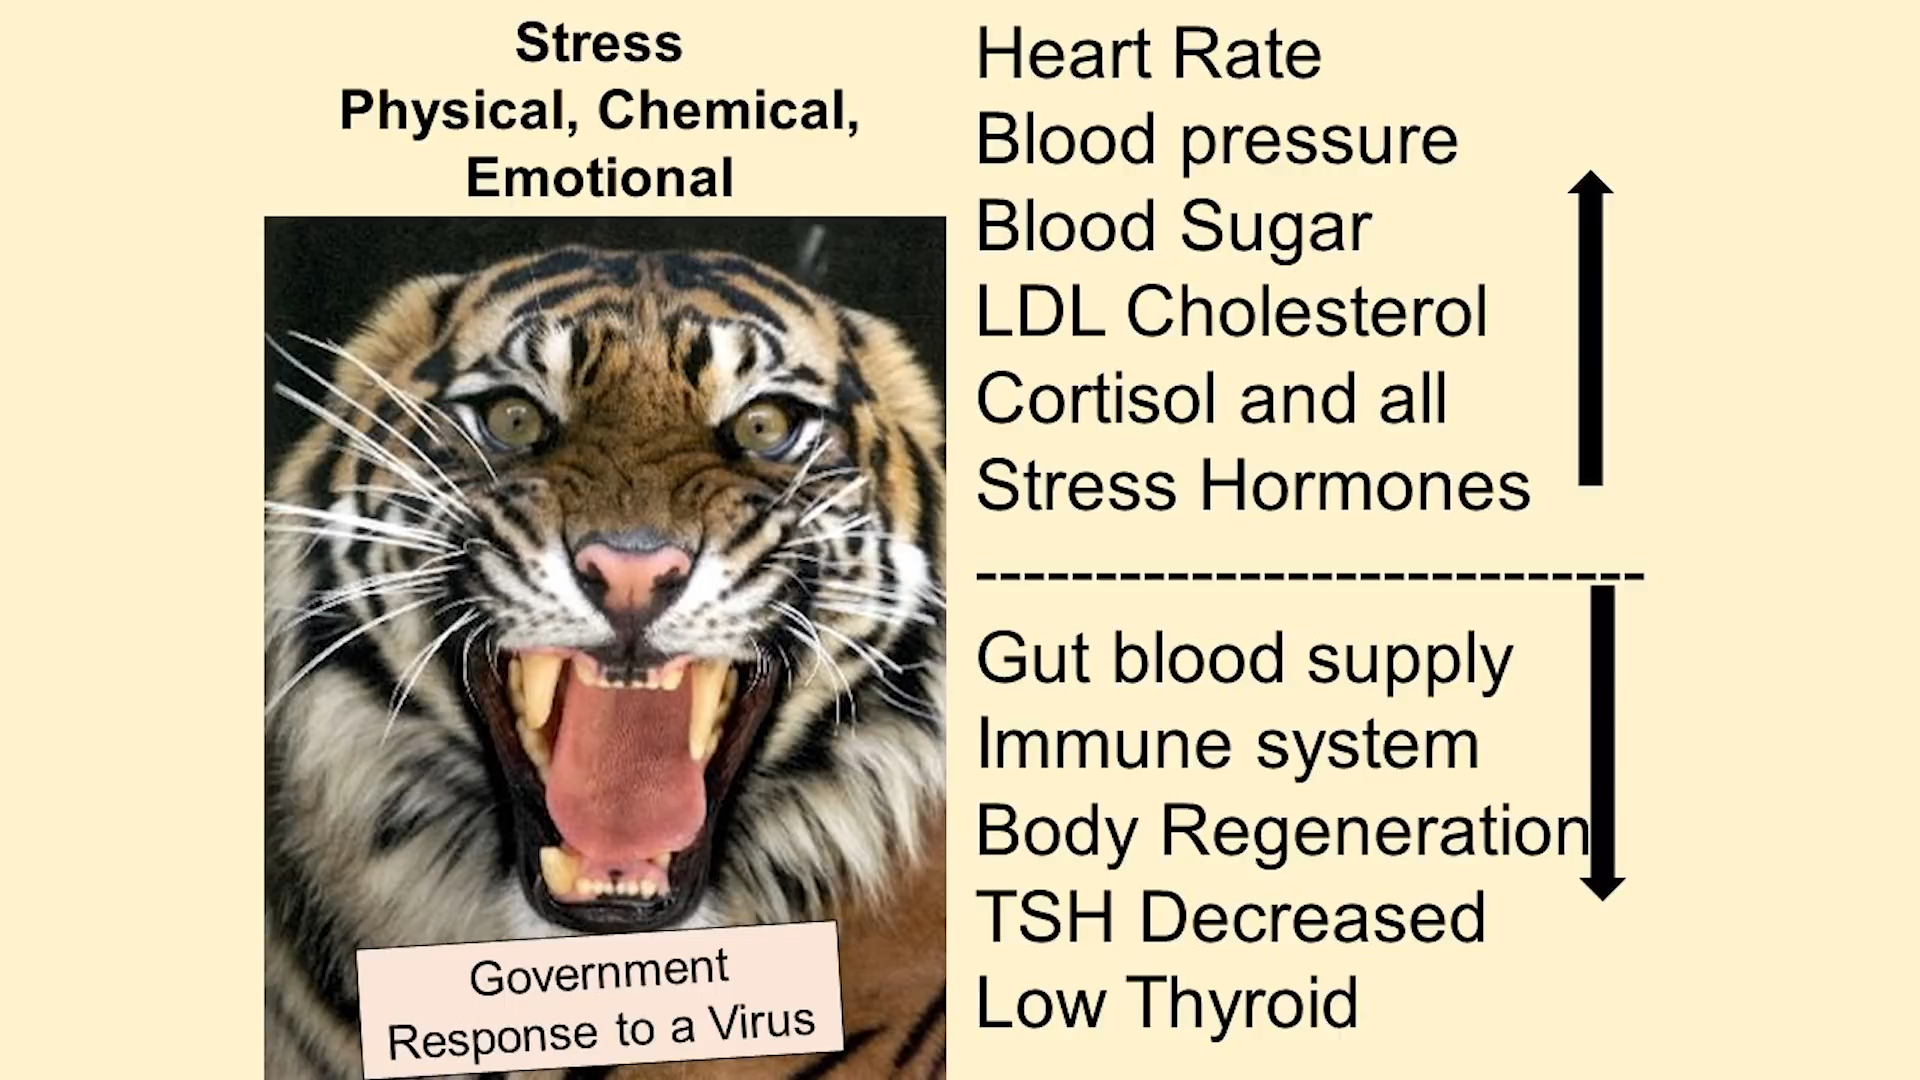 Stress
Physical, Chemical,
Emotional
Government
Response to a Virus
Heart Rate
Blood pressure
Blood Sugar
LDL Cholesterol
Cortisol and all
Stress Hormones
----------------------------
Gut blood supply
Immune system
Body Regeneration
TSH Decreased
Low Thyroid